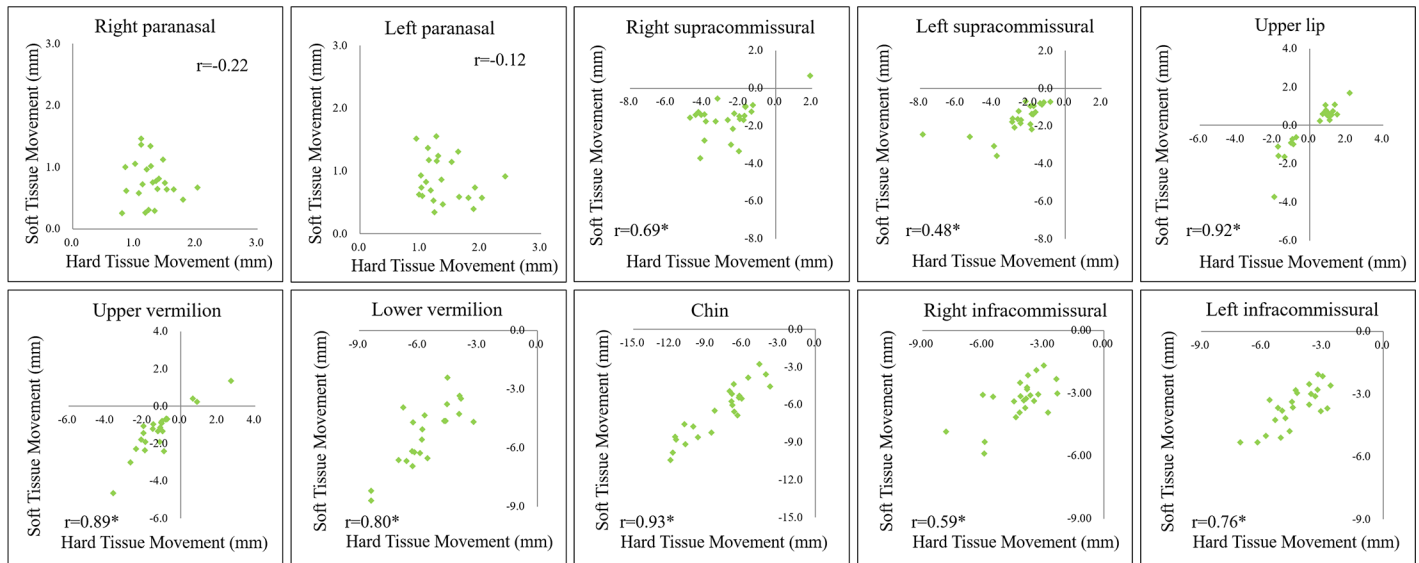 Right paranasal
Soft Tissue Movement (mm)
3.0
2.0
1.0
0.0
r=-0.22
0.0 1.0 2.0 3.0
Hard Tissue Movement (mm)
Left paranasal
Soft Tissue Movement (mm)
3.0
2.0
1.0
0.0
r=-0.12
0.0 1.0 2.0 3.0
Hard Tissue Movement (mm)
Right supracommissural
Soft Tissue Movement (mm)
2.0
0.0
-8.0 -6.0 -4.0 -2.0 0.0 2.0
-2.0
-4.0
-6.0
-8.0
r=0.69*
Hard Tissue Movement (mm)
Left supracommissural
Soft Tissue Movement (mm)
2.0
0.0
-8.0 -6.0 -4.0 -2.0 0.0 2.0
-2.0
-4.0
-6.0
-8.0
r=0.48*
Hard Tissue Movement (mm)
Upper lip
Soft Tissue Movement (mm)
4.0
2.0
0.0
-6.0 -4.0 -2.0 0.0 2.0 4.0
-2.0
-4.0
-6.0
r=0.92*
Hard Tissue Movement (mm)
Upper vermilion
Soft Tissue Movement (mm)
4.0
2.0
0.0
-6.0 -4.0 -2.0 0.0 2.0 4.0
-2.0
-4.0
-6.0
r=0.89*
Hard Tissue Movement (mm)
Lower vermilion
Soft Tissue Movement (mm)
0.0
-9.0 -6.0 -3.0 0.0
-3.0
-6.0
-9.0
r=0.80*
Hard Tissue Movement (mm)
Chin
Soft Tissue Movement (mm)
0.0
-15.0 -12.0 -9.0 -6.0 -3.0 0.0
-3.0
-6.0
-9.0
-12.0
-15.0
r=0.93*
Hard Tissue Movement (mm)
Right infracommissural
Soft Tissue Movement (mm)
0.00
-9.00 -6.00 -3.00 0.00
-3.00
-6.00
-9.00
r=0.59*
Hard Tissue Movement (mm)
Left infracommissural
Soft Tissue Movement (mm)
0.0
-9.0 -6.0 -3.0 0.0
-3.0
-6.0
-9.0
r=0.76*
Hard Tissue Movement (mm)